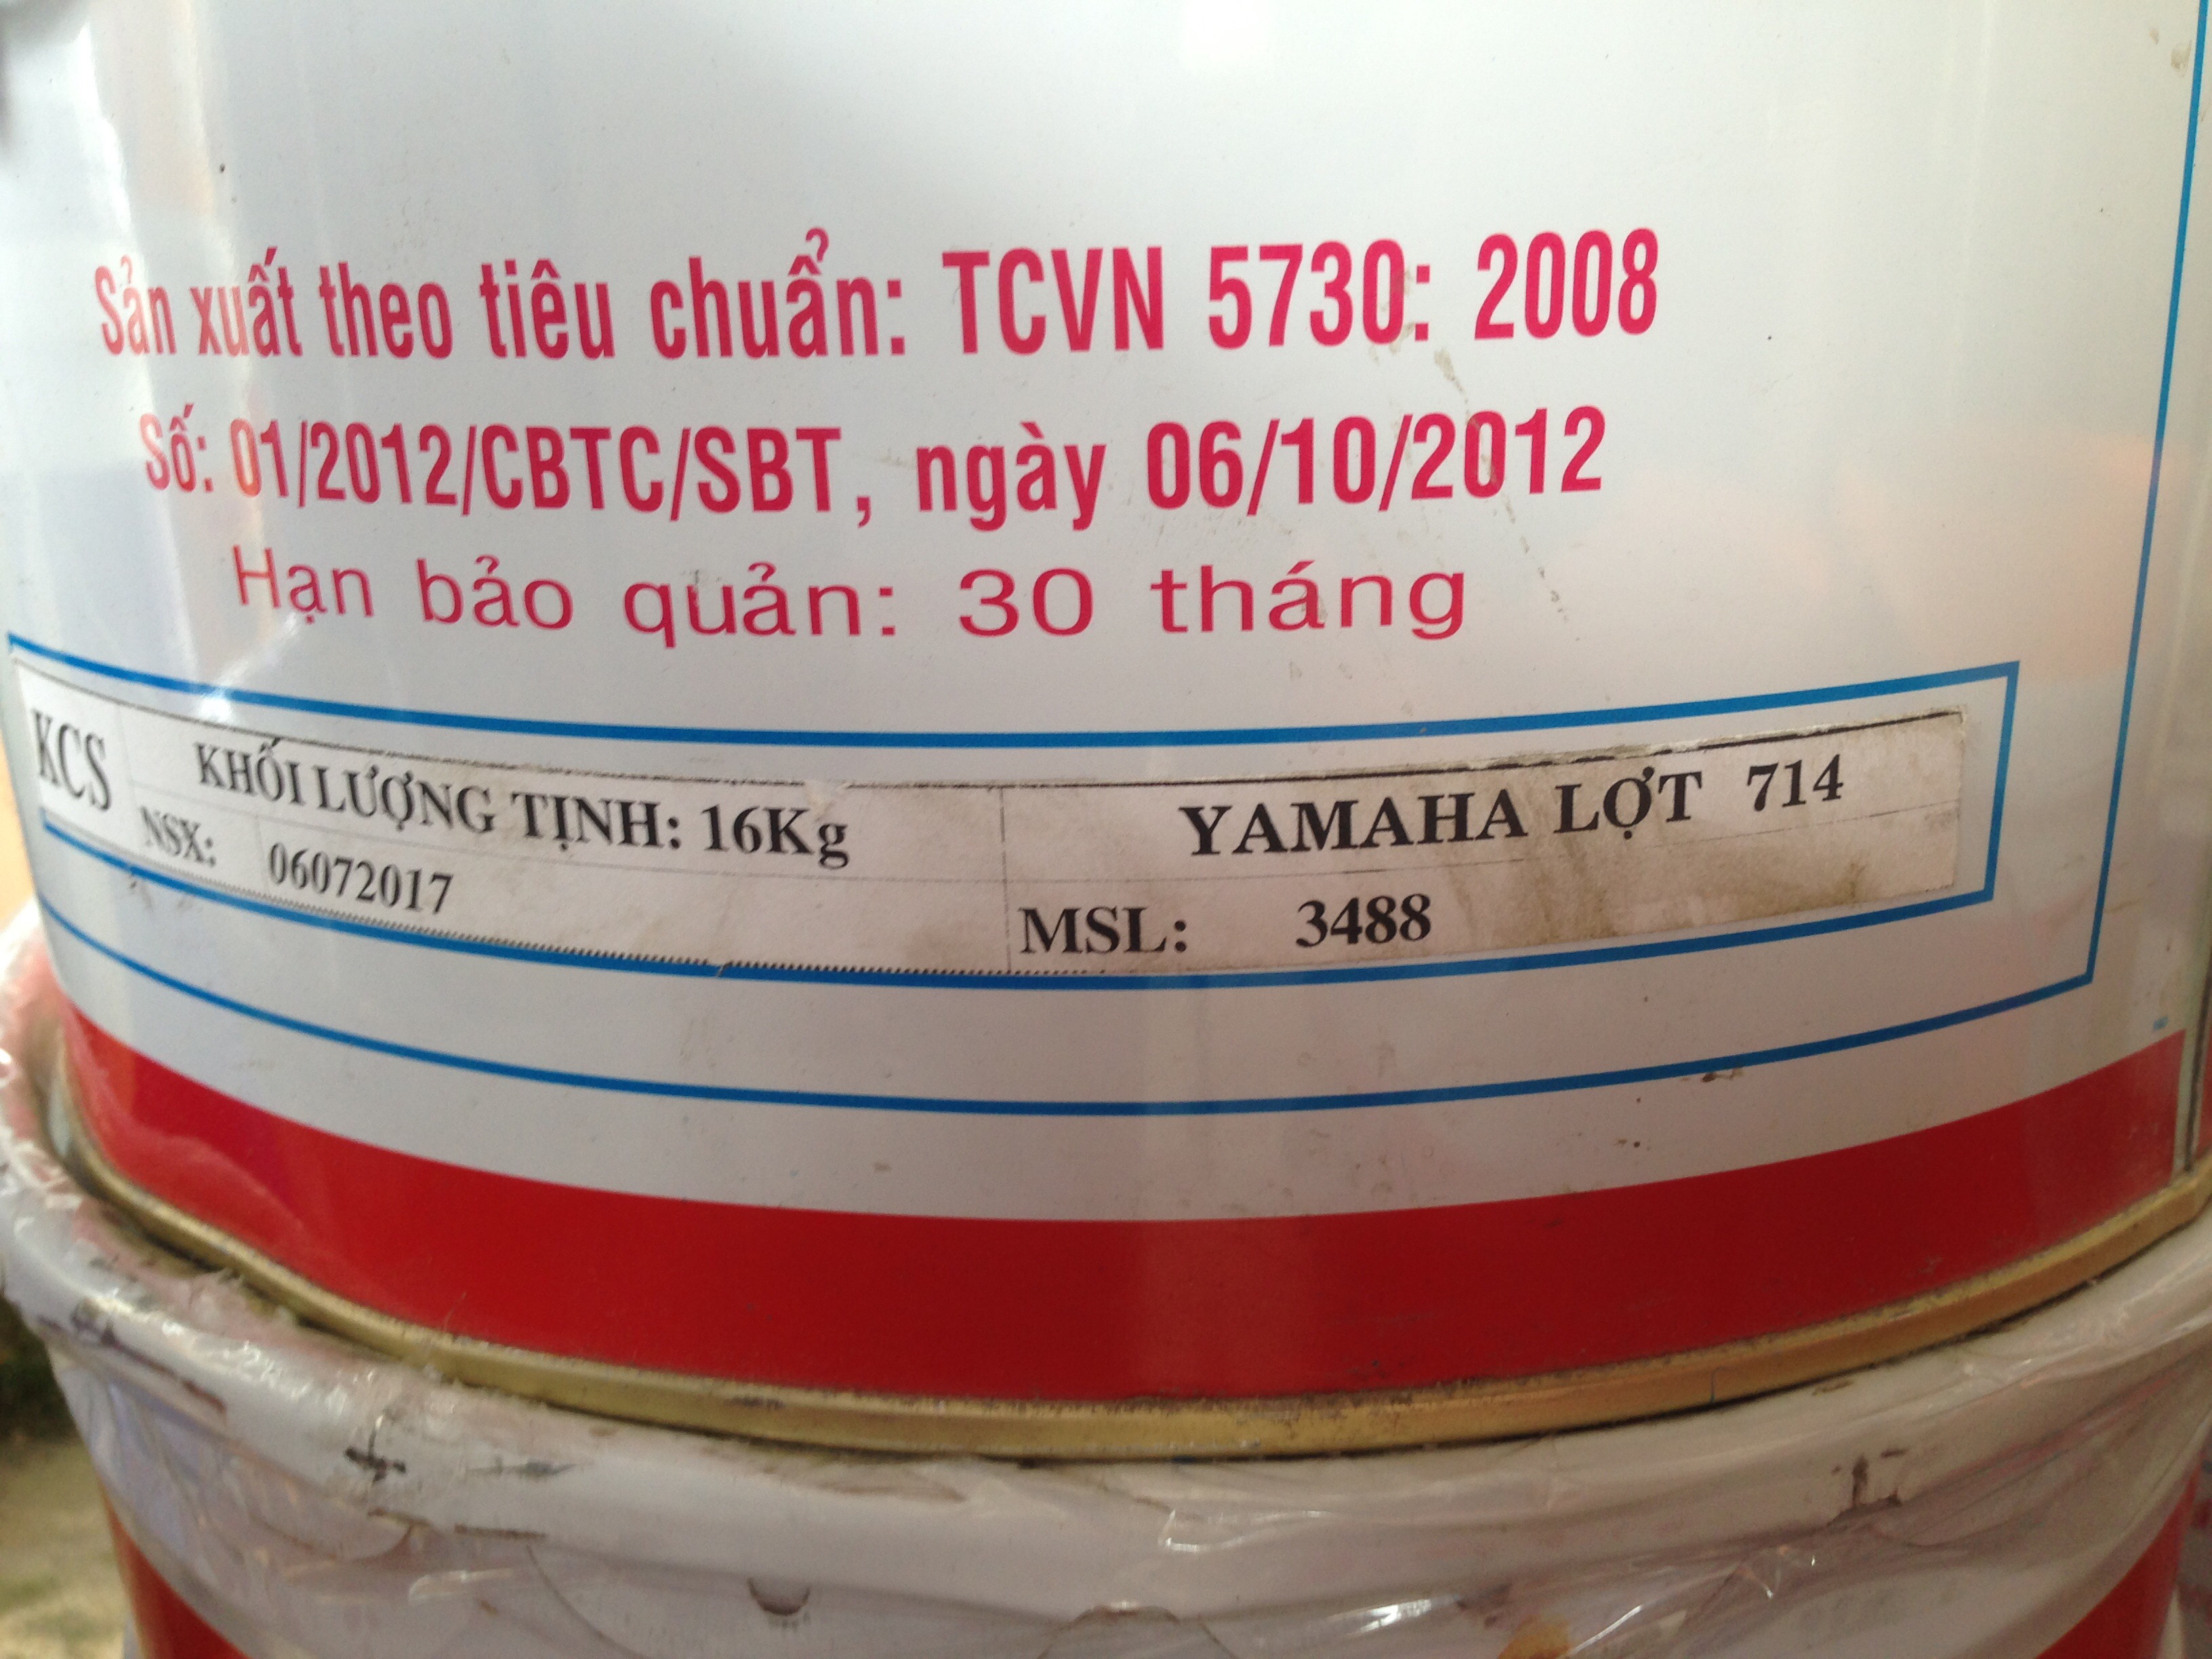 Sản xuất theo tiêu chuẩn: TCVN 5730: 2008
Số: 01/2012/CBTC/SBT, ngày 06/10/2012
Hạn bảo quản: 30 tháng
KCS KHỐI LƯỢNG TỊNH: 16Kg YAMAHA LỢT 714
NSX: 06072017 MSL: 3488